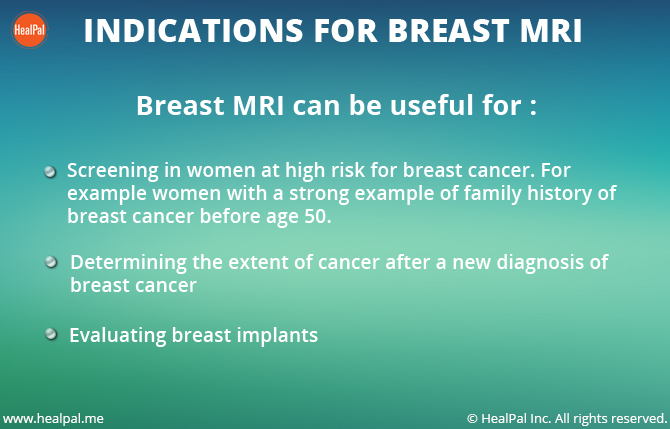 HealPal
INDICATIONS FOR BREAST MRI
Breast MRI can be useful for :
Screening in women at high risk for breast cancer. For
example women with a strong example of family history of
breast cancer before age 50.
Determining the extent of cancer after a new diagnosis of
breast cancer
Evaluating breast implants
www.healpal.me
© HealPal Inc. All rights reserved.